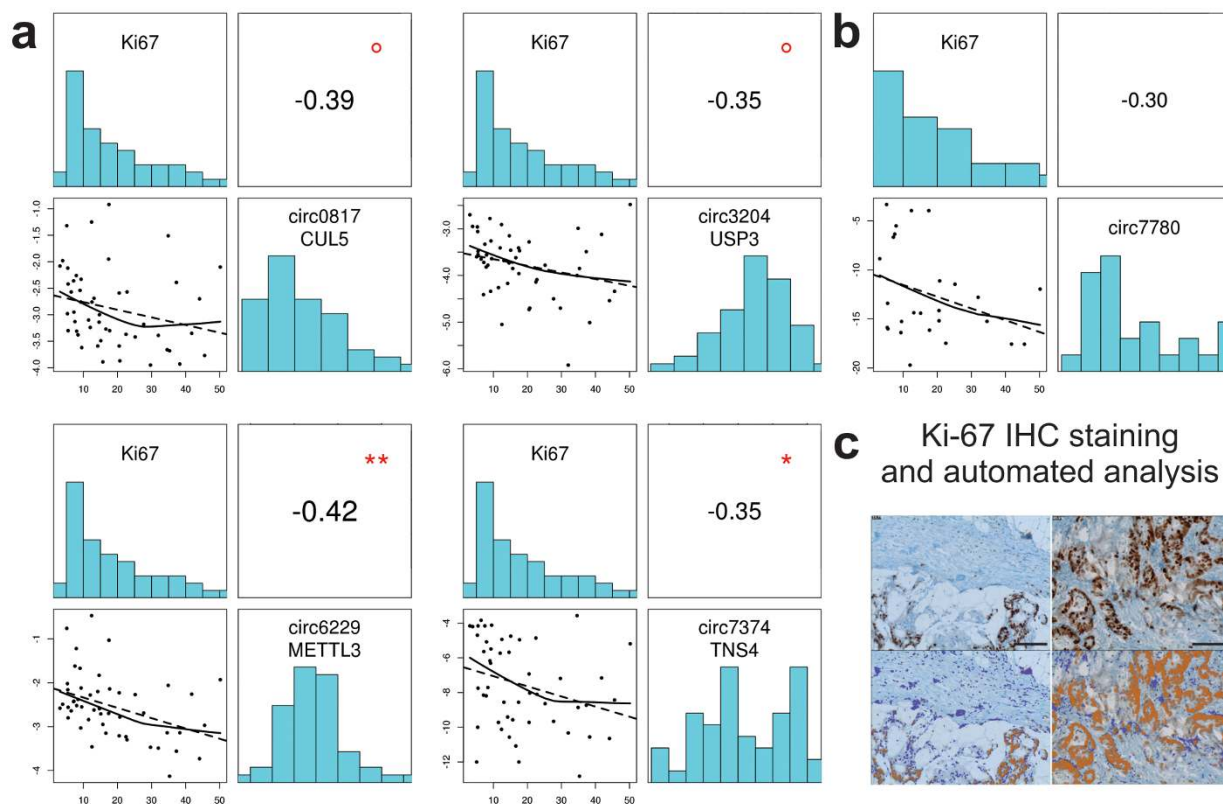 a
Ki67
°
-0.39
-1.0
-1.5
-2.0
-2.5
-3.0
-3.5
-4.0
circ0817
CUL5
10 20 30 40 50
Ki67
°
-0.35
-3.0
-4.0
-5.0
-6.0
circ3204
USP3
10 20 30 40 50
b
Ki67
-0.30
-5
-10
-15
-20
circ7780
10 20 30 40 50
Ki67
**
-0.42
-1
-2
-3
-4
circ6229
METTL3
10 20 30 40 50
Ki67
*
-0.35
-4
-6
-8
-10
-12
circ7374
TNS4
10 20 30 40 50
c
Ki-67 IHC staining
and automated analysis